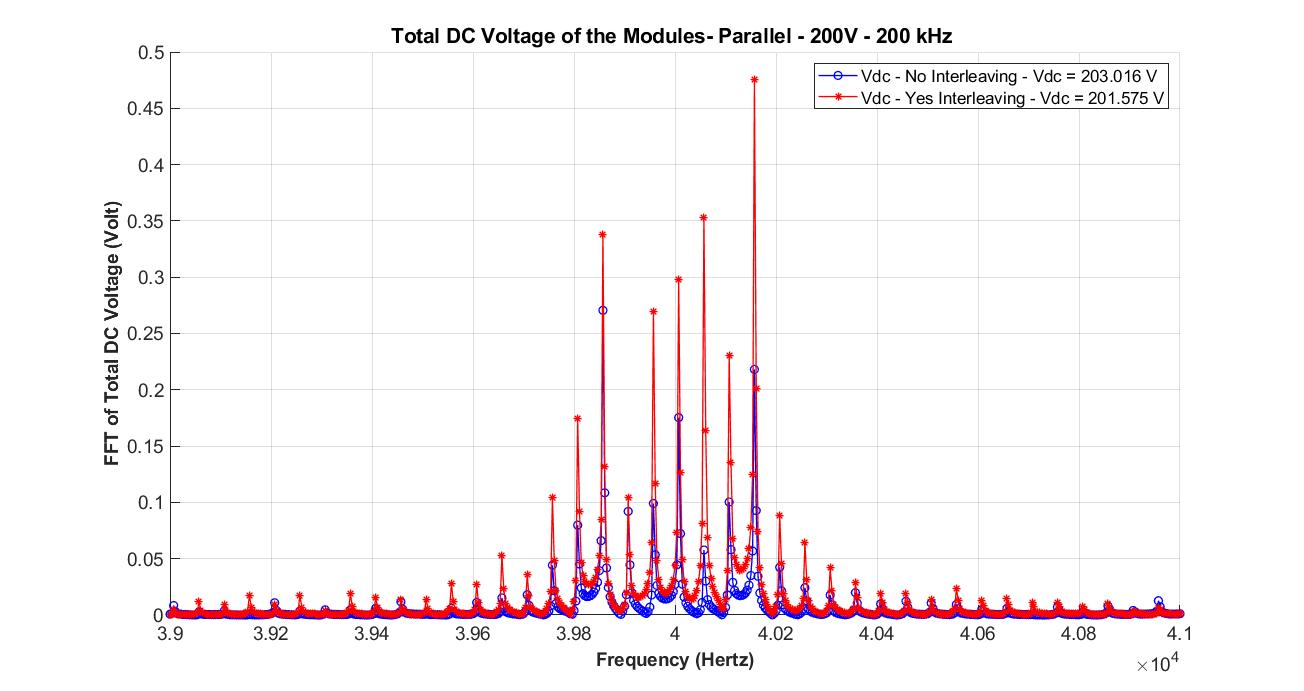 Total DC Voltage of the Modules- Parallel - 200V - 200 kHz
Vdc - No Interleaving - Vdc = 203.016 V
Vdc - Yes Interleaving - Vdc = 201.575 V
FFT of Total DC Voltage (Volt)
0.5
0.45
0.4
0.35
0.3
0.25
0.2
0.15
0.1
0.05
0
3.9 3.92 3.94 3.96 3.98 4 4.02 4.04 4.06 4.08 4.1
Frequency (Hertz)
×10⁴